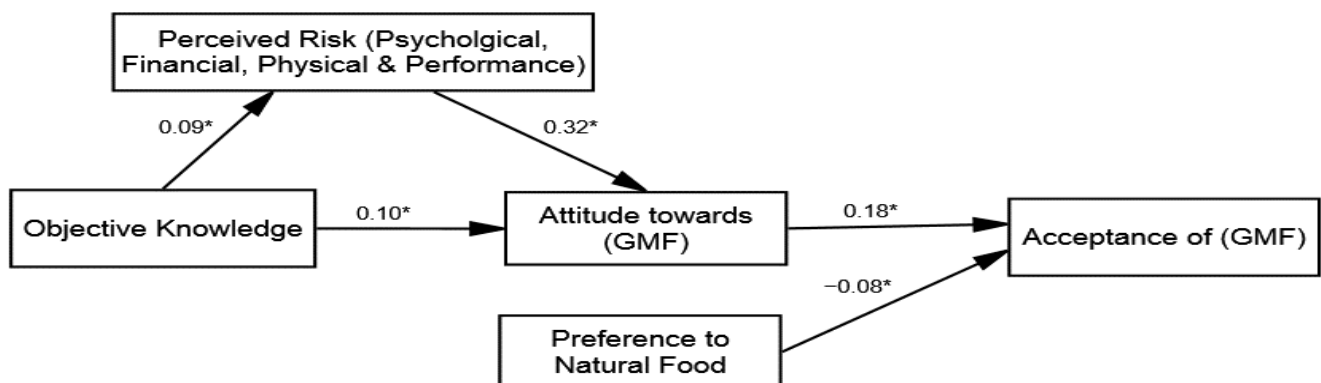 Perceived Risk (Psycholgical,
Financial, Physical & Performance)
0.09*
0.32*
Objective Knowledge
0.10*
Attitude towards
(GMF)
0.18*
Acceptance of (GMF)
−0.08*
Preference to
Natural Food